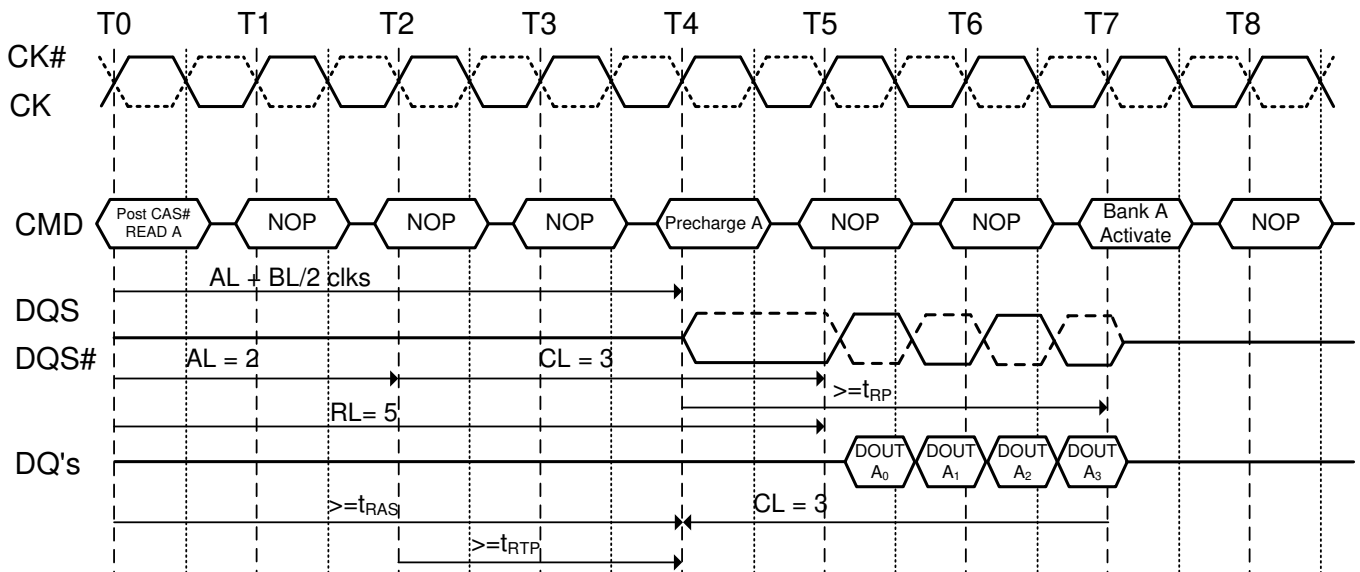 T0 T1 T2 T3 T4 T5 T6 T7 T8
CK#
CK
CMD
Post CAS#
READ A
NOP
NOP
NOP
Precharge A
NOP
NOP
Bank A
Activate
NOP
AL + BL/2 clks
DQS
DQS#
AL = 2
CL = 3
>=tRP
RL= 5
DQ's
DOUT
A0
DOUT
A1
DOUT
A2
DOUT
A3
>=tRAS
CL = 3
>=tRTP